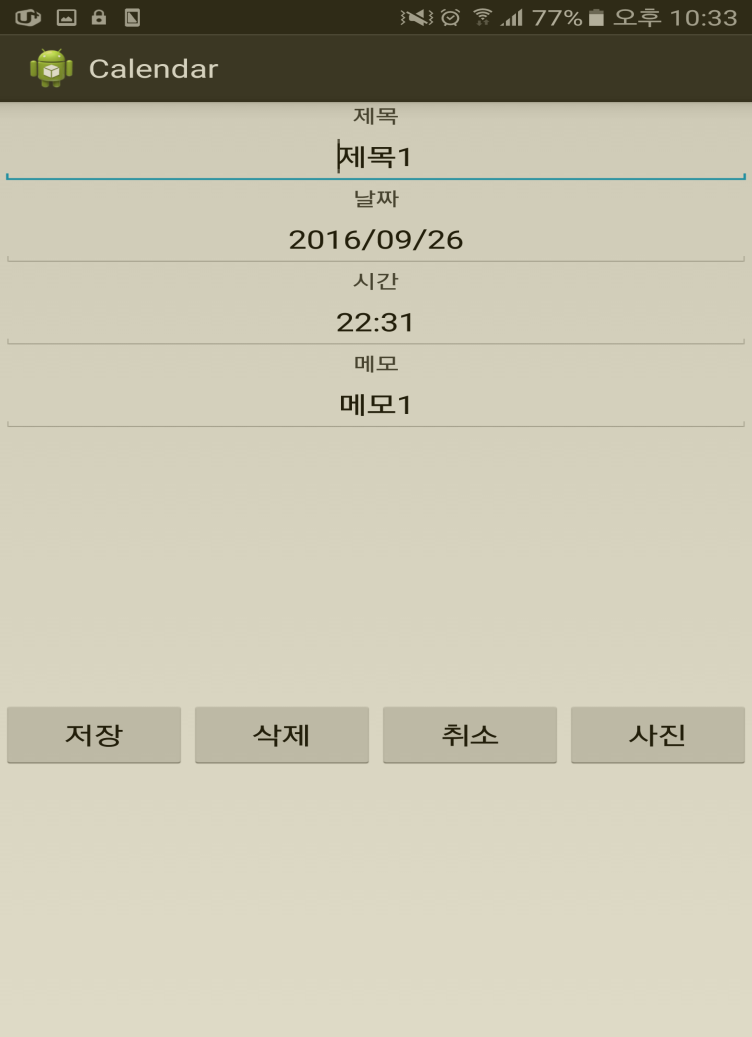 77% 오후 10:33
Calendar
제목
제목1
날짜
2016/09/26
시간
22:31
메모
메모1
저장 삭제 취소 사진